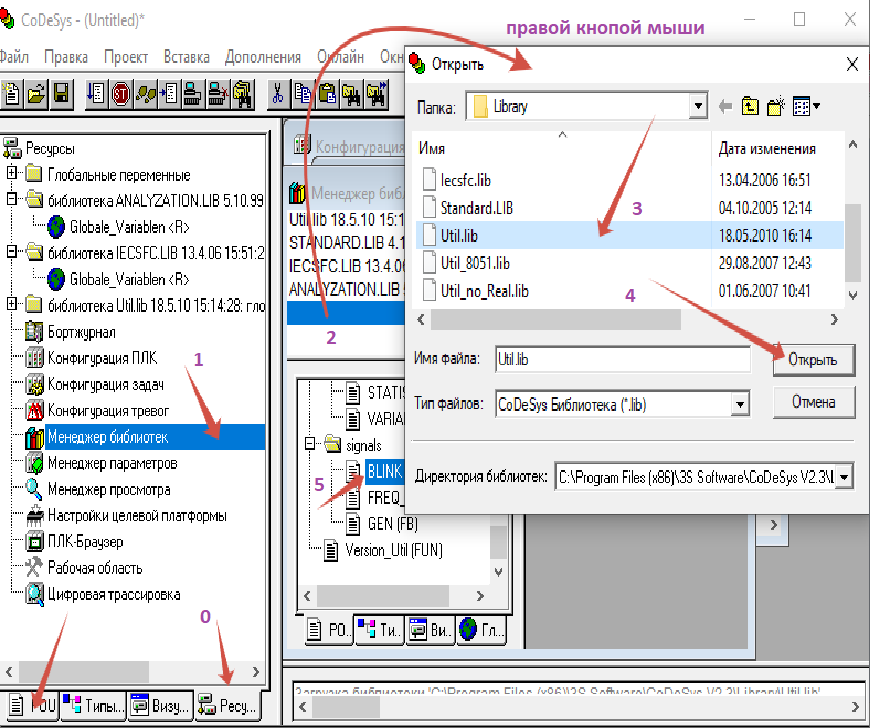 CoDeSys - (Untitled)*
правой кнопой мыши
Файл Правка Проект Вставка Дополнения Онлайн Окн
Ресурсы
Глобальные переменные
библиотека ANALYZATION.LIB 5.10.99
Globale_Variablen <R>
библиотека IECSFC.LIB 13.4.06 15:51:2
Globale_Variablen <R>
библиотека Util.lib 18.5.10 15:14:28: гло
Бортжурнал
Конфигурация ПЛК
1
Конфигурация задач
Конфигурация тревог
Менеджер библиотек
Менеджер параметров
Менеджер просмотра
Настройки целевой платформы
ПЛК-Браузер
Рабочая область
Цифровая трассировка
0
POU Типы... Визу... Ресу...
Конфигурация
Менеджер биб
Util.lib 18.5.10 15:1
STANDARD.LIB 4.1
IECSFC.LIB 13.4.06
ANALYZATION.LIB
2
STATIS
VARIA
signals
BLINK
5
FREQ_
GEN (FB)
Version_Util (FUN)
PO.. Ти.. Ви.. Гл..
Открыть
Папка: Library
Имя Дата изменения
Iecsfc.lib 13.04.2006 16:51
Standard.LIB 04.10.2005 12:14
3
Util.lib 18.05.2010 16:14
Util_8051.lib 29.08.2007 12:43
Util_no_Real.lib 01.06.2007 10:41
4
Имя файла: Util.lib Открыть
Тип файлов: CoDeSys Библиотека (*.lib) Отмена
Директория библиотек: C:\Program Files (x86)\3S Software\CoDeSys V2.3\L
Загрузка библиотеки 'C:\Program Files (x86)\3S Software\CoDeSys V2.3\Library\Util.lib'